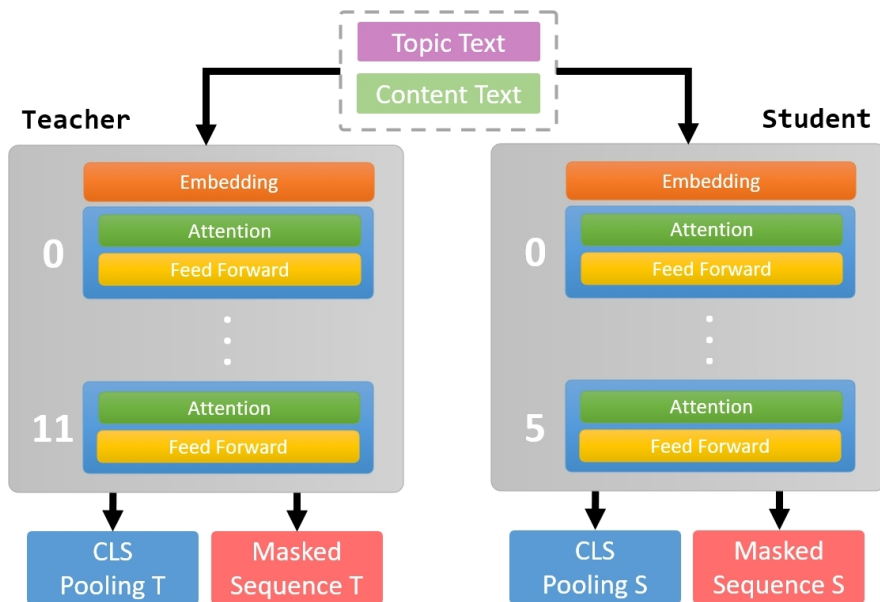 Topic Text
Content Text
Teacher
Embedding
0
Attention
Feed Forward
11
Attention
Feed Forward
CLS
Pooling T
Masked
Sequence T
Student
Embedding
0
Attention
Feed Forward
5
Attention
Feed Forward
CLS
Pooling S
Masked
Sequence S